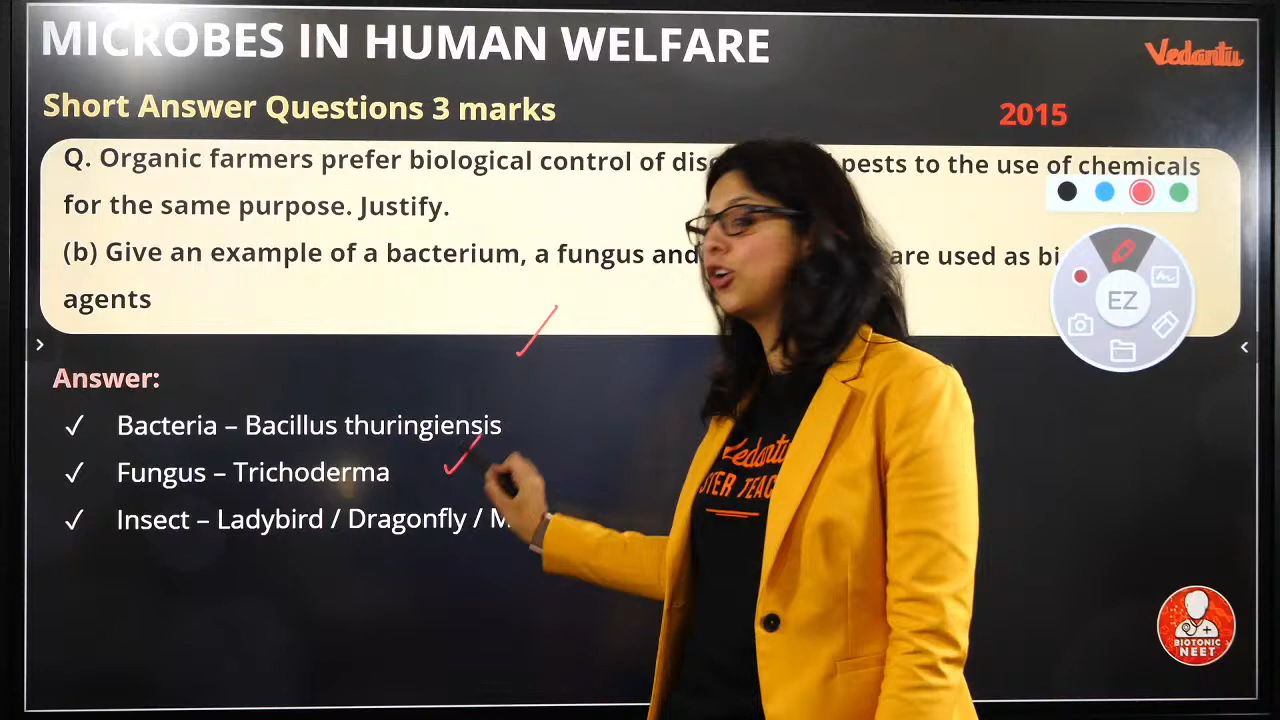 MICROBES IN HUMAN WELFARE
Vedantu
Short Answer Questions 3 marks
2015
Q. Organic farmers prefer biological control of pests to the use of chemicals
for the same purpose. Justify.
(b) Give an example of a bacterium, a fungus and are used as
agents
EZ
Answer:
✓ Bacteria – Bacillus thuringiensis
✓ Fungus – Trichoderma
✓ Insect – Ladybird / Dragonfly /
BIOTONIC
NEET